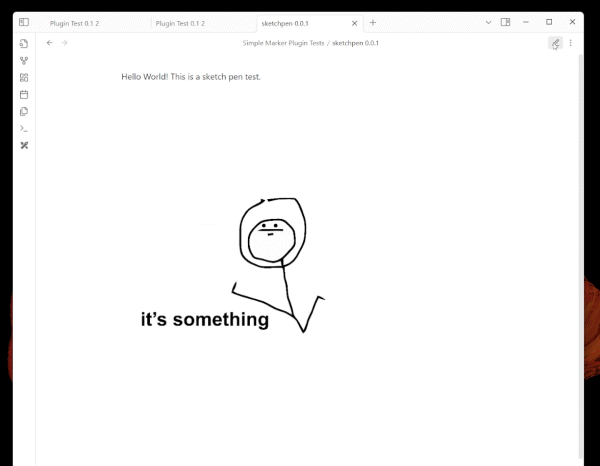 Plugin Test 0.1 2
Plugin Test 0.1 2
sketchpen 0.0.1
Simple Marker Plugin Tests / sketchpen 0.0.1
Hello World! This is a sketch pen test.
it's something